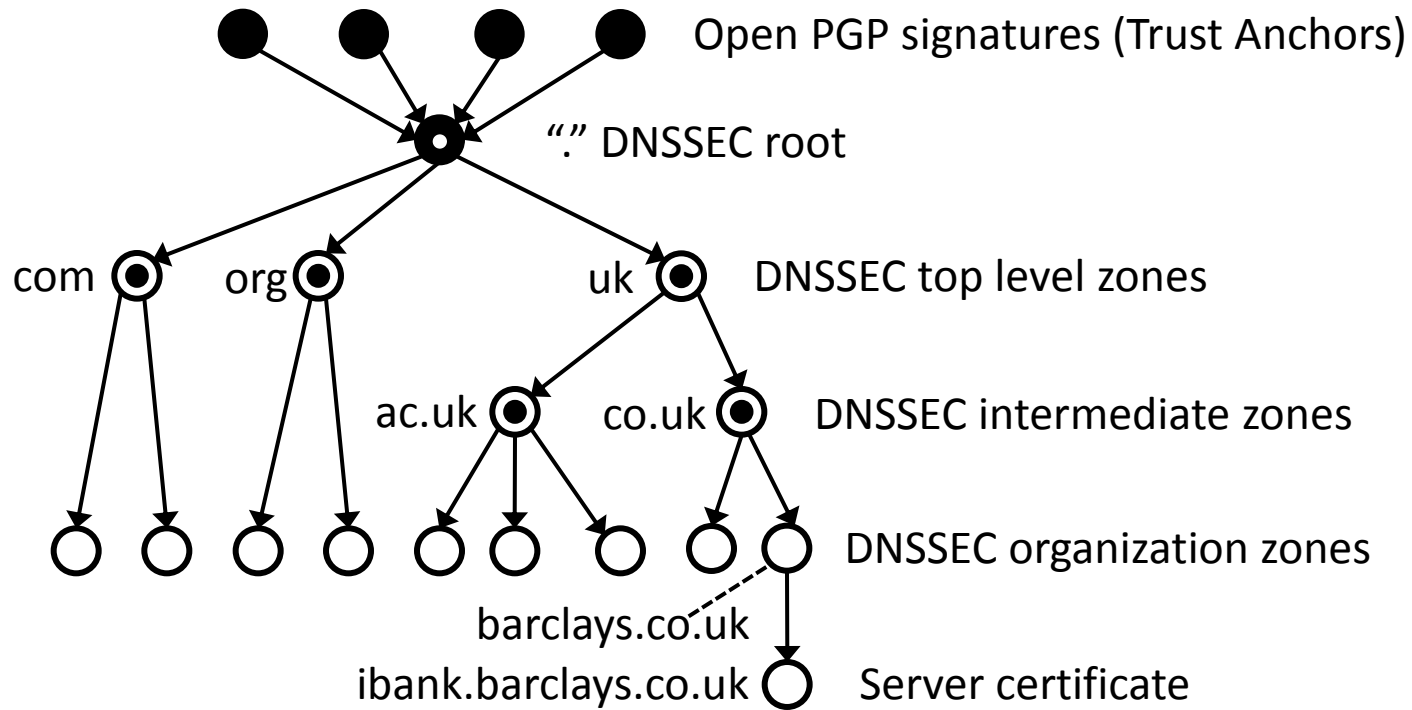 Open PGP signatures (Trust Anchors)
“.” DNSSEC root
com
org
uk
DNSSEC top level zones
ac.uk
co.uk
DNSSEC intermediate zones
DNSSEC organization zones
barclays.co.uk
ibank.barclays.co.uk
Server certificate